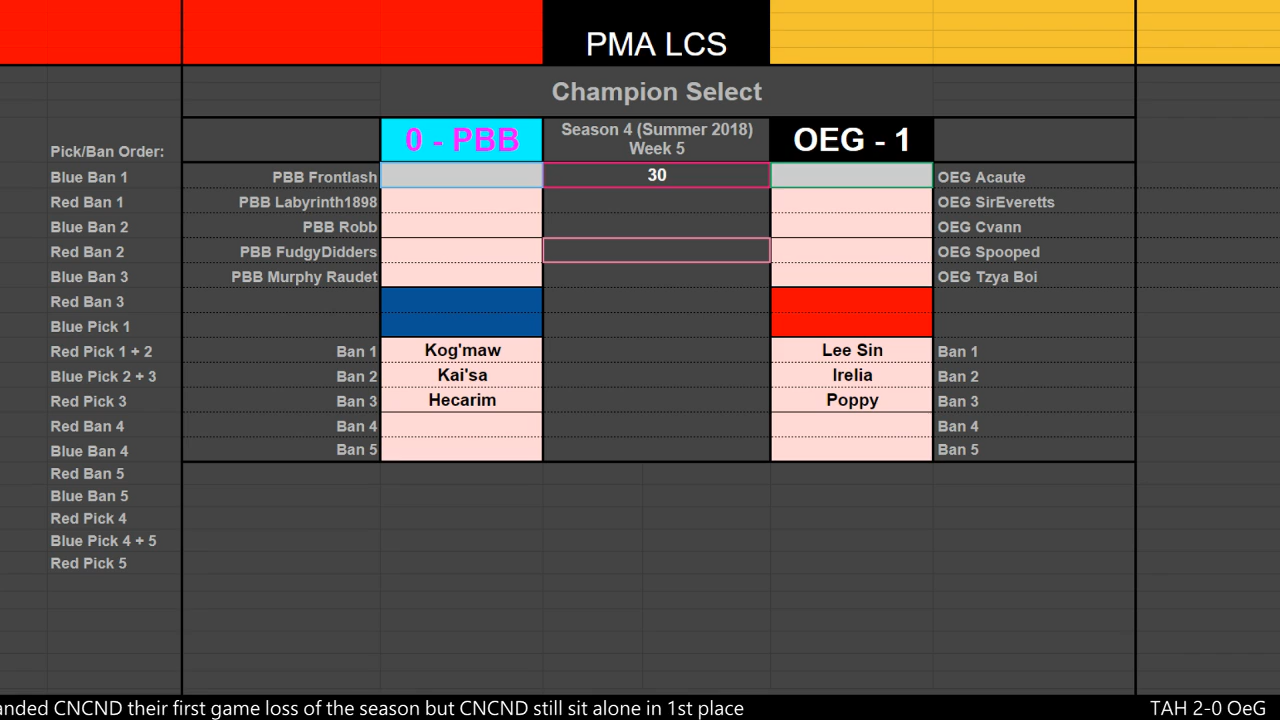 PMA LCS
Champion Select
0 - PBB
Season 4 (Summer 2018)
Week 5
OEG - 1
Pick/Ban Order:
Blue Ban 1
PBB Frontlash
30
OEG Acaute
Red Ban 1
PBB Labyrinth1898
OEG SirEveretts
Blue Ban 2
PBB Robb
OEG Cvann
Red Ban 2
PBB FudgyDidders
OEG Spooped
Blue Ban 3
PBB Murphy Raudet
OEG Tzya Boi
Red Ban 3
Blue Pick 1
Red Pick 1 + 2
Ban 1
Kog'maw
Lee Sin
Ban 1
Blue Pick 2 + 3
Ban 2
Kai'sa
Irelia
Ban 2
Red Pick 3
Ban 3
Hecarim
Poppy
Ban 3
Red Ban 4
Ban 4
Ban 4
Blue Ban 4
Ban 5
Ban 5
Red Ban 5
Blue Ban 5
Red Pick 4
Blue Pick 4 + 5
Red Pick 5
anded CNCND their first game loss of the season but CNCND still sit alone in 1st place
TAH 2-0 OeG